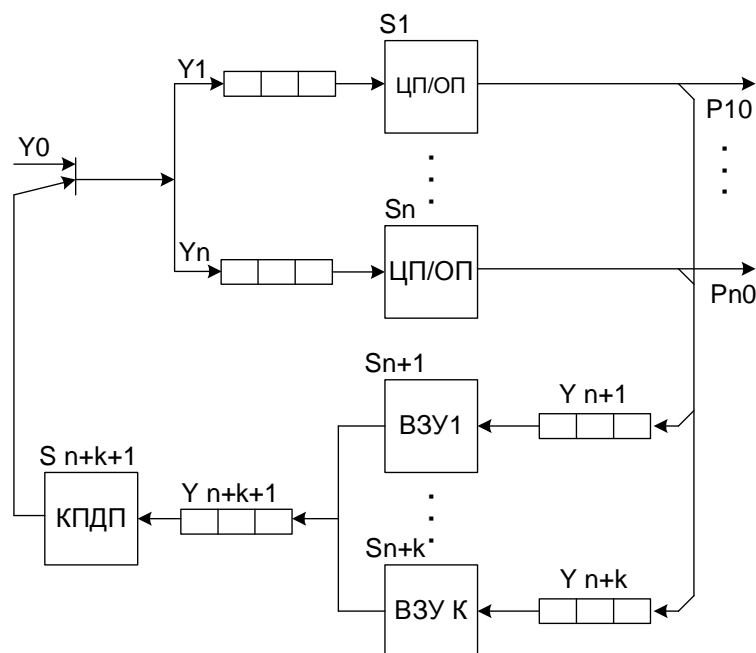 S1
Y1
ЦП/ОП
P10
Y0
Sn
Yn
ЦП/ОП
Pn0
Sn+1
Y n+1
ВЗУ1
S n+k+1
Y n+k+1
КПДП
Sn+k
Y n+k
ВЗУ К